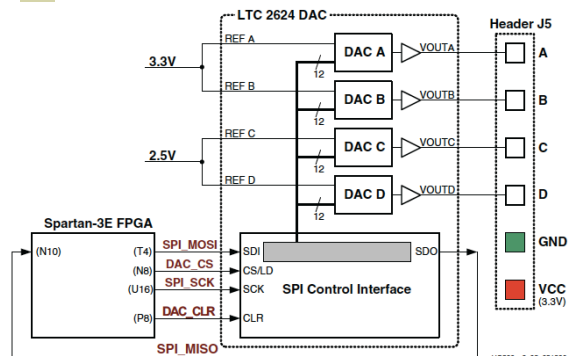 LTC 2624 DAC
Header J5
REF A
3.3V
DAC A
12
VOUTA
A
REF B
DAC B
12
VOUTB
B
REF C
2.5V
DAC C
12
VOUTC
C
REF D
DAC D
12
VOUTD
D
Spartan-3E FPGA
GND
(N10)
(T4)
SPI_MOSI
SDI
SDO
(N8)
DAC_CS
CS/LD
(U16)
SPI_SCK
SCK
SPI Control Interface
VCC
(3.3V)
(P8)
DAC_CLR
CLR
SPI_MISO